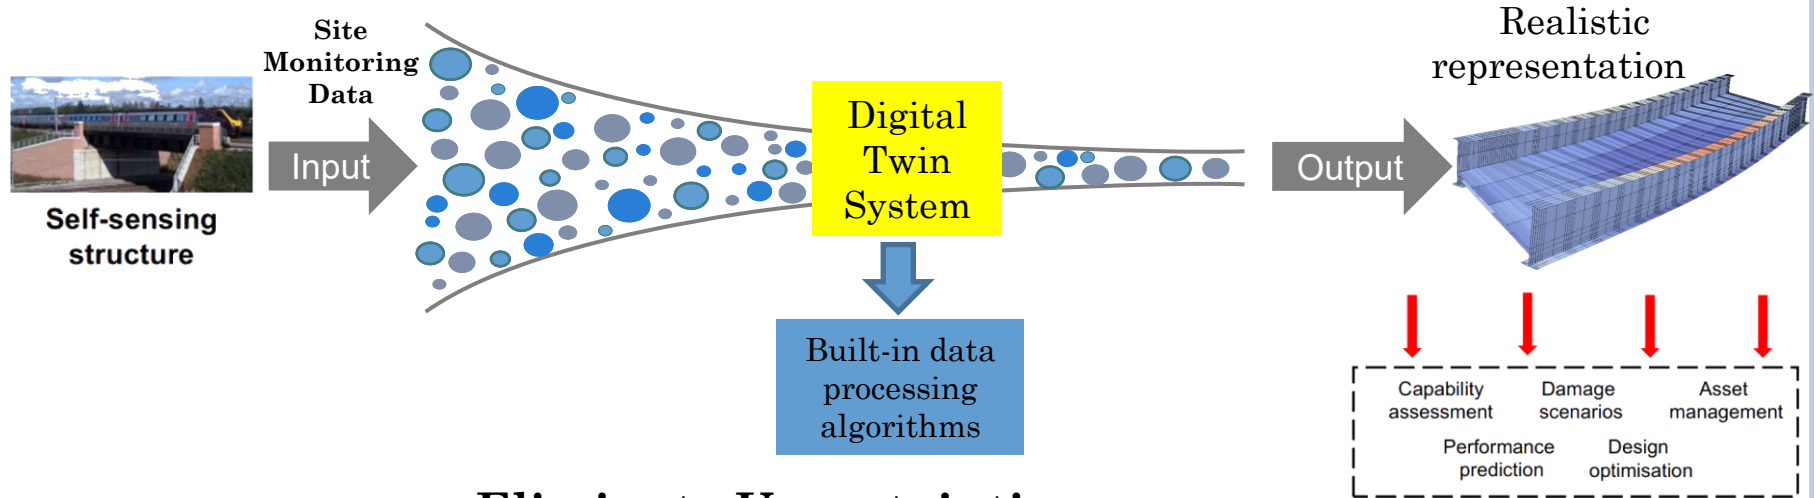 Site
Monitoring
Data
Input
Self-sensing
structure
Digital
Twin
System
Built-in data
processing
algorithms
Output
Realistic
representation
Capability
assessment
Damage
scenarios
Asset
management
Performance
prediction
Design
optimisation